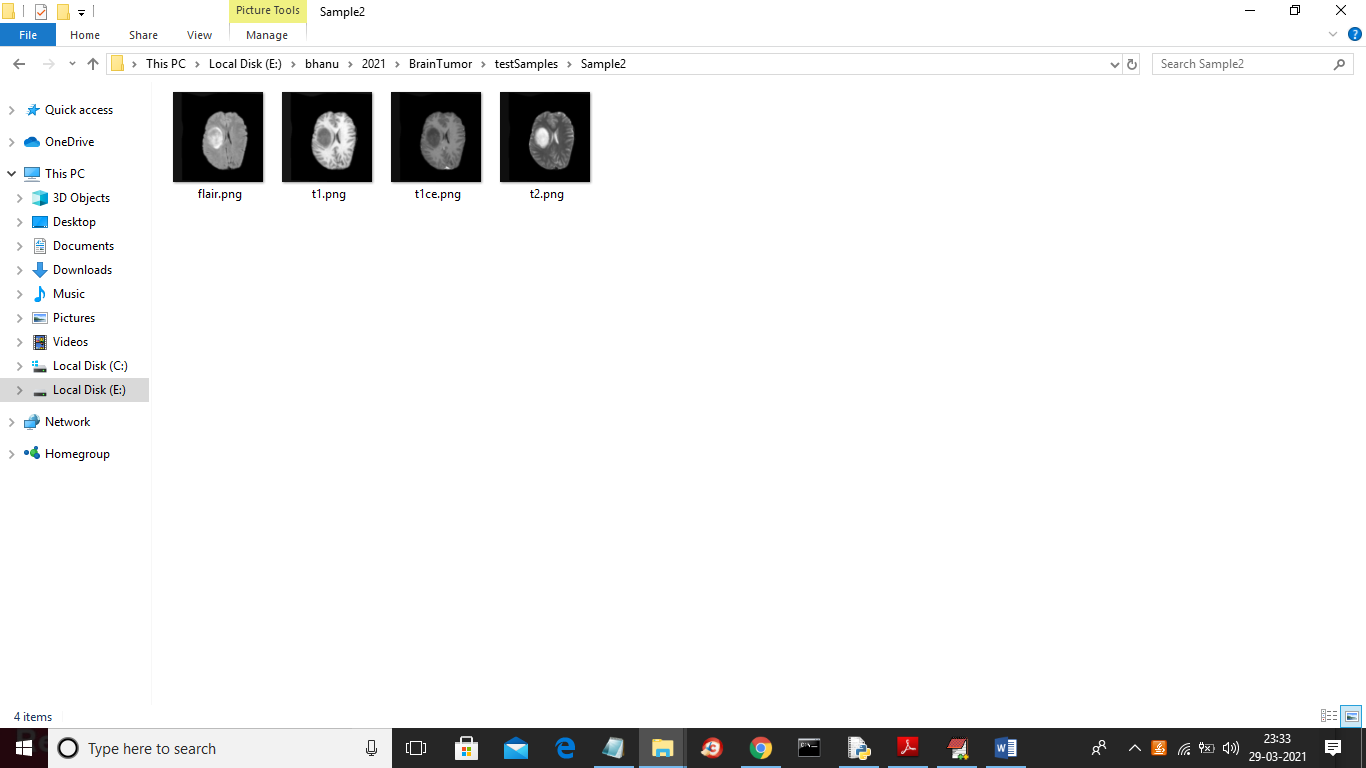 Picture Tools
Sample2
File
Home
Share
View
Manage
This PC
Local Disk (E:)
bhanu
2021
BrainTumor
testSamples
Sample2
Search Sample2
Quick access
OneDrive
This PC
3D Objects
Desktop
Documents
Downloads
Music
Pictures
Videos
Local Disk (C:)
Local Disk (E:)
Network
Homegroup
flair.png
t1.png
t1ce.png
t2.png
4 items
Type here to search
23:33
29-03-2021